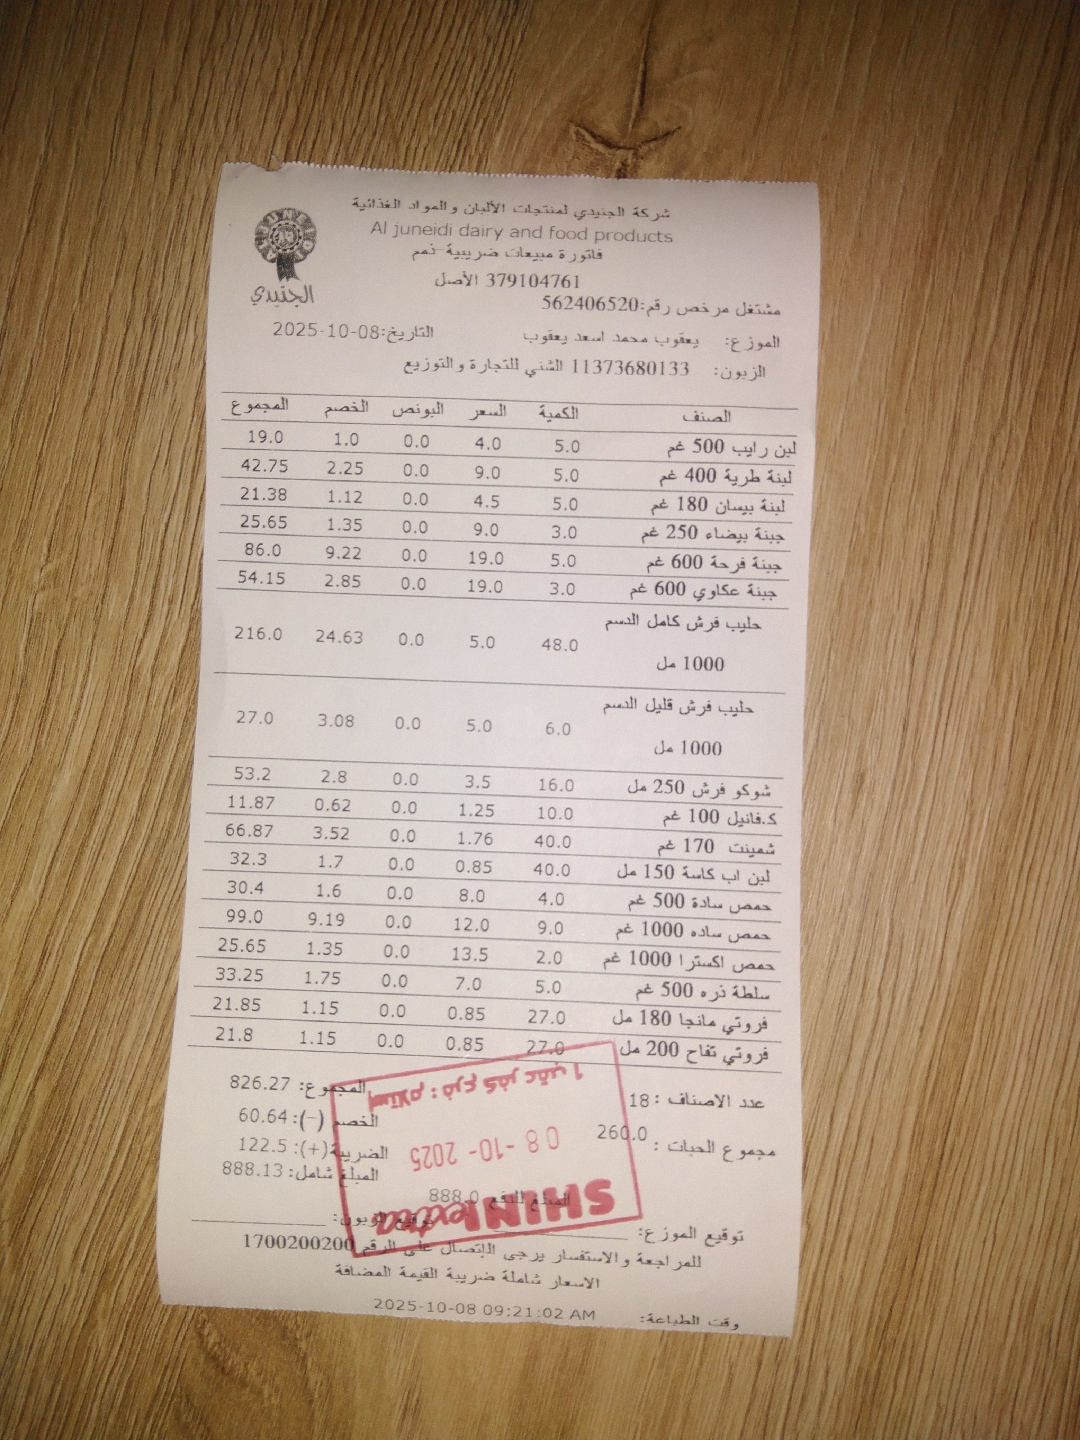 شركة الجنيدي لمنتجات الألبان والمواد الغذائية
Al juneidi dairy and food products
فاتورة مبيعات ضريبية-نمم
379104761 الأصل
الجنيدي
مشتغل مرخص رقم:562406520
الموزع: يعقوب محمد اسعد يعقوب التاريخ:2025-10-08
الزبون: 11373680133 الشني للتجارة والتوزيع
الصنف الكمية السعر البونص الخصم المجموع
لبن رايب 500 غم 5.0 4.0 0.0 1.0 19.0
لبنة طرية 400 غم 5.0 9.0 0.0 2.25 42.75
لبنة بيسان 180 غم 5.0 4.5 0.0 1.12 21.38
جبنة بيضاء 250 غم 3.0 9.0 0.0 1.35 25.65
جبنة فرحة 600 غم 5.0 19.0 0.0 9.22 86.0
جبنة عكاوي 600 غم 3.0 19.0 0.0 2.85 54.15
حليب فرش كامل الدسم
1000 مل 48.0 5.0 0.0 24.63 216.0
حليب فرش قليل الدسم
1000 مل 6.0 5.0 0.0 3.08 27.0
شوكو فرش 250 مل 16.0 3.5 0.0 2.8 53.2
ك.فانيل 100 غم 10.0 1.25 0.0 0.62 11.87
شمينت 170 غم 40.0 1.76 0.0 3.52 66.87
لبن اب كاسة 150 مل 40.0 0.85 0.0 1.7 32.3
حمص سادة 500 غم 4.0 8.0 0.0 1.6 30.4
حمص ساده 1000 غم 9.0 12.0 0.0 9.19 99.0
حمص اكسترا 1000 غم 2.0 13.5 0.0 1.35 25.65
سلطة ذره 500 غم 5.0 7.0 0.0 1.75 33.25
فروتي مانجا 180 مل 27.0 0.85 0.0 1.15 21.85
فروتي تفاح 200 مل 27.0 0.85 0.0 1.15 21.8
عدد الاصناف : 18 المجموع: 826.27
الخصم (-): 60.64
مجموع الحبات : 260.0 الضريبة(+): 122.5
المبلغ شامل: 888.13
المبلغ للدفع 888.0
توقيع الموزع: توقيع الزبون:
للمراجعة والاستفسار يرجى الإتصال على الرقم 1700200200
الاسعار شاملة ضريبة القيمة المضافة
وقت الطباعة: 2025-10-08 09:21:02 AM
SHINI extra
08-10-2025
إستلام : فرع كفر عقب 1